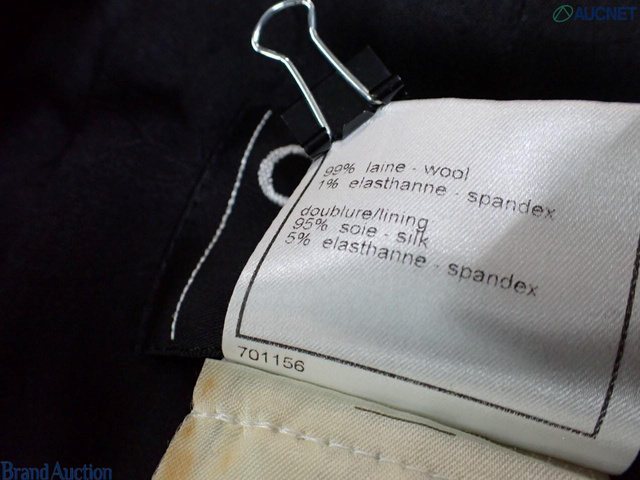 AUCNET
99% laine - wool
1% elasthanne - spandex
doublure/lining
95% soie - silk
5% elasthanne - spandex
701156
Brand Auction